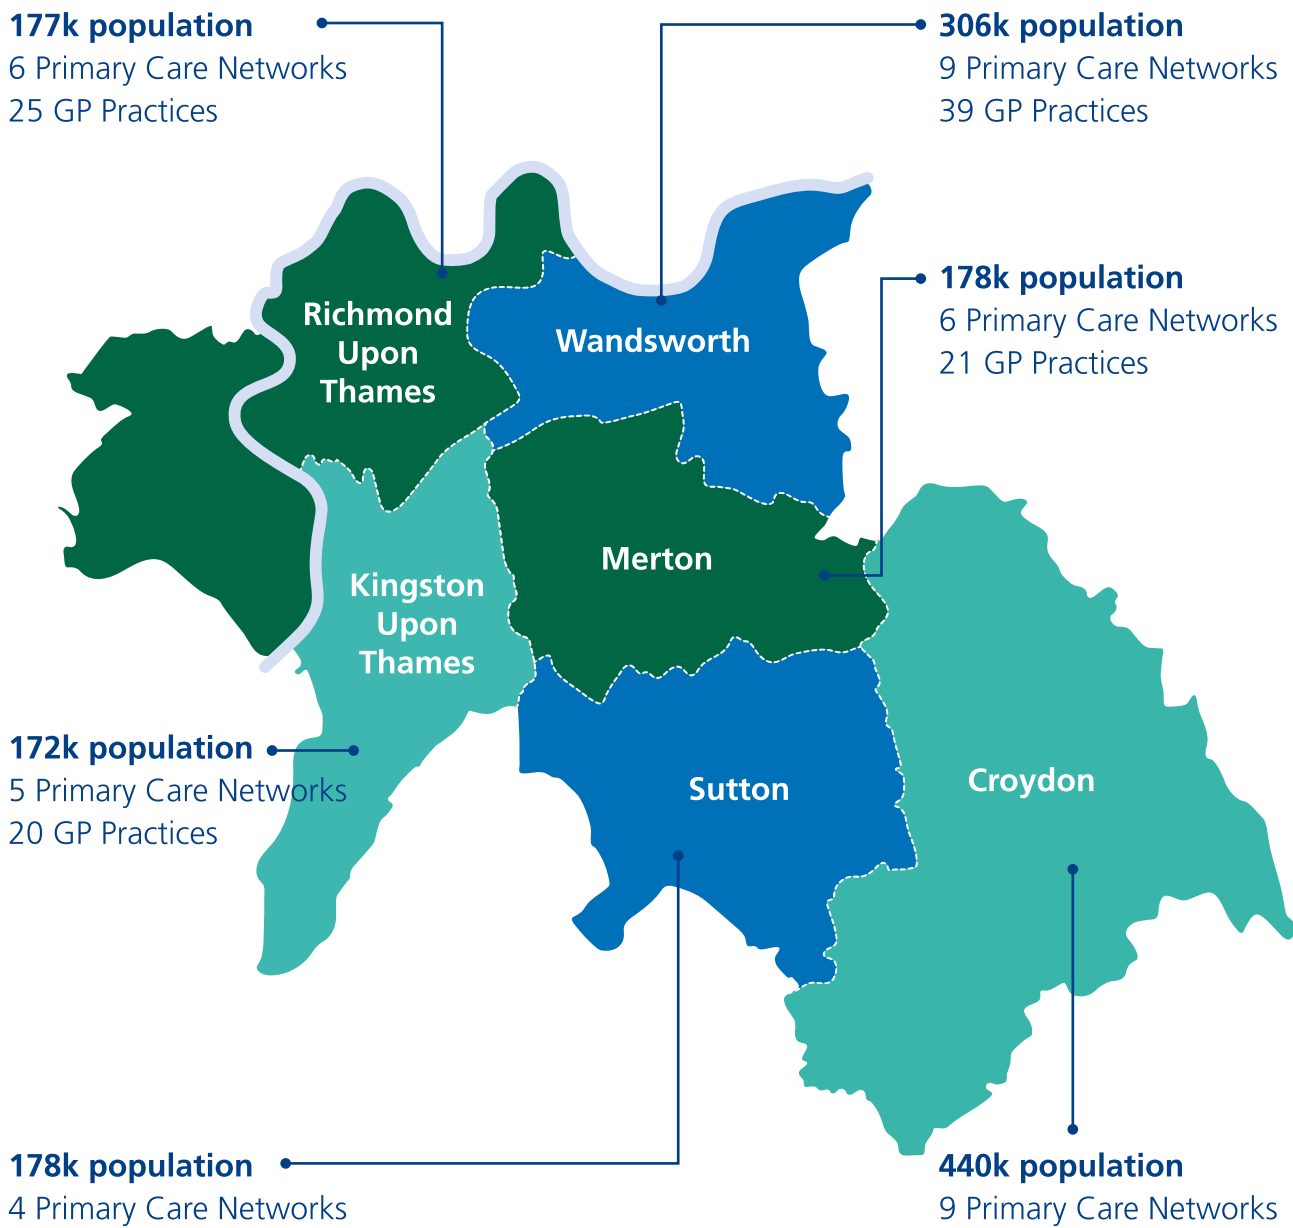 177k population
6 Primary Care Networks
25 GP Practices
306k population
9 Primary Care Networks
39 GP Practices
178k population
6 Primary Care Networks
21 GP Practices
Richmond
Upon
Thames
Wandsworth
Merton
Kingston
Upon
Thames
172k population
5 Primary Care Networks
20 GP Practices
Sutton
Croydon
178k population
4 Primary Care Networks
440k population
9 Primary Care Networks